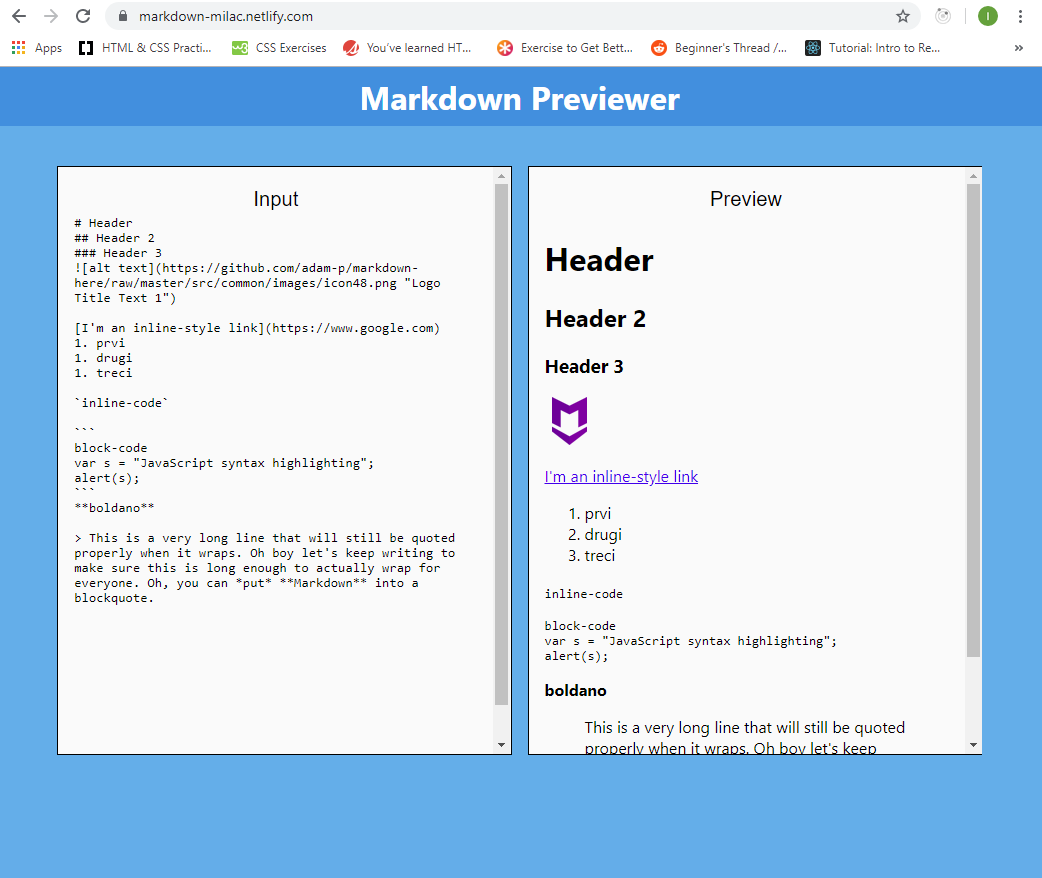 markdown-milac.netlify.com
I
Apps
HTML & CSS Practi...
CSS Exercises
You've learned HT...
Exercise to Get Bett...
Beginner's Thread /...
Tutorial: Intro to Re...
»
Markdown Previewer
Input
# Header
## Header 2
### Header 3
![alt text](https://github.com/adam-p/markdown-
here/raw/master/src/common/images/icon48.png "Logo
Title Text 1")
[I'm an inline-style link](https://www.google.com)
1. prvi
1. drugi
1. treci
`inline-code`
```
block-code
var s = "JavaScript syntax highlighting";
alert(s);
```
**boldano**
> This is a very long line that will still be quoted
properly when it wraps. Oh boy let's keep writing to
make sure this is long enough to actually wrap for
everyone. Oh, you can *put* **Markdown** into a
blockquote.
Preview
Header
Header 2
Header 3
I'm an inline-style link
1. prvi
2. drugi
3. treci
inline-code
block-code
var s = "JavaScript syntax highlighting";
alert(s);
boldano
This is a very long line that will still be quoted
properly when it wraps. Oh boy let's keep